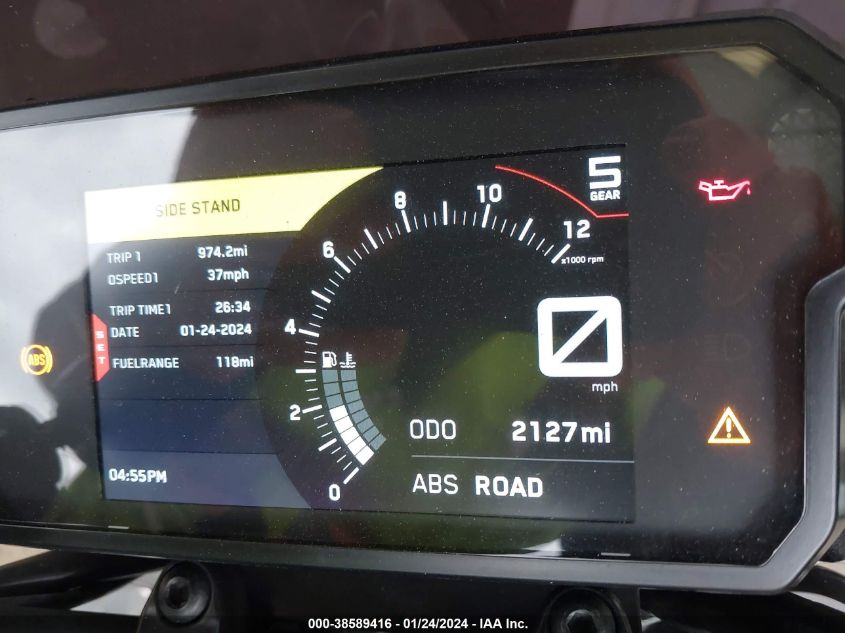 SIDE STAND
TRIP 1 974.2mi
ØSPEED1 37mph
TRIP TIME1 26:34
DATE 01-24-2024
FUELRANGE 118mi
SET
04:55PM
0
2
4
6
8
10
12
x1000 rpm
5
GEAR
0
mph
ODO 2127mi
ABS ROAD
ABS
000-38589416 - 01/24/2024 - IAA Inc.